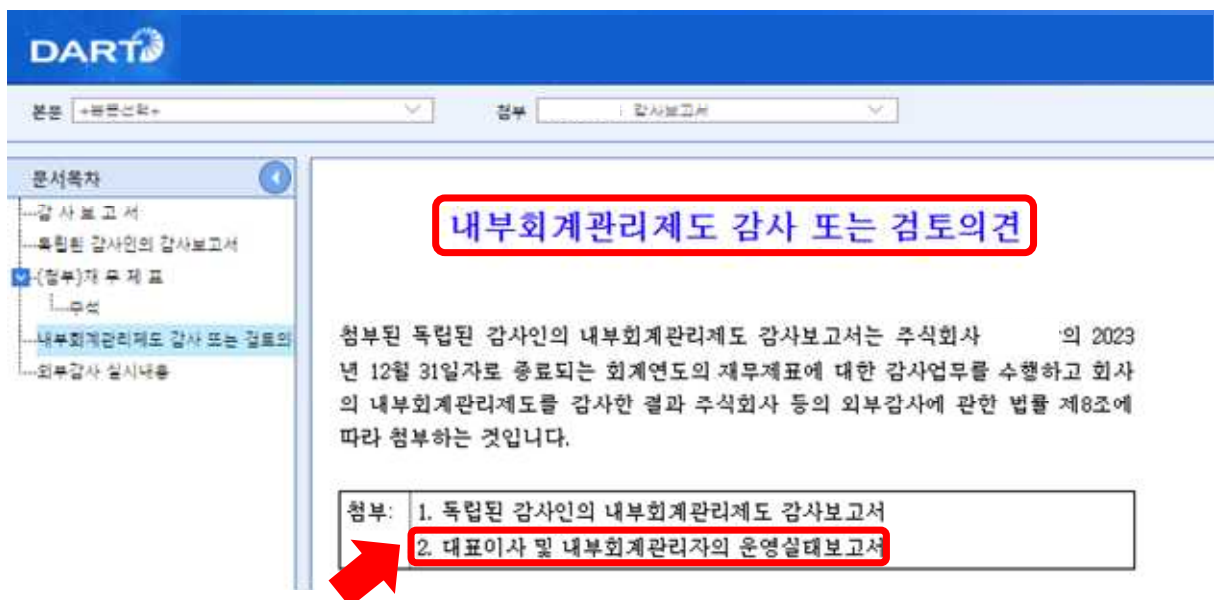 DART
본문 +본문선택+ 첨부 감사보고서
문서목차
감 사 보 고 서
독립된 감사인의 감사보고서
(첨부)재 무 제 표
주석
내부회계관리제도 감사 또는 검토의
외부감사 실시내용
내부회계관리제도 감사 또는 검토의견
첨부된 독립된 감사인의 내부회계관리제도 감사보고서는 주식회사 의 2023
년 12월 31일자로 종료되는 회계연도의 재무제표에 대한 감사업무를 수행하고 회사
의 내부회계관리제도를 감사한 결과 주식회사 등의 외부감사에 관한 법률 제8조에
따라 첨부하는 것입니다.
첨부: 1. 독립된 감사인의 내부회계관리제도 감사보고서
2. 대표이사 및 내부회계관리자의 운영실태보고서